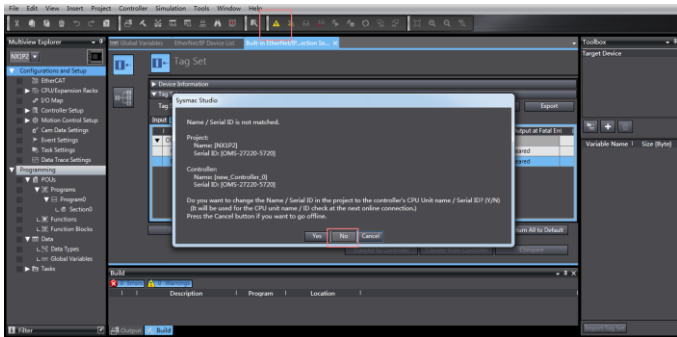 File Edit View Insert Project Controller Simulation Tools Window Help
Multiview Explorer
Global Variables EtherNet/IP Device List Built-in EtherNet/IP
Toolbox
NX1P2
Target Device
Configurations and Setup
Tag Set
EtherCAT
CPU/Expansion Racks
Device Information
I/O Map
Controller Setup
Sysmac Studio
Export
Motion Control Setup
Name / Serial ID is not matched.
Input
Cam Data Settings
Event Settings
Project:
Task Settings
Name: [NX1P2]
Variable Name Size (Byte)
Data Trace Settings
Serial ID: [OMS-27220-5720]
Programming
POUs
Controller:
Programs
Name: [new_Controller_0]
Program0
Serial ID: [OMS-27220-5720]
Section0
Do you want to change the Name / Serial ID in the project to the controller's CPU Unit name / Serial ID? (Y/N)
Functions
(It will be used for the CPU unit name / ID check at the next online connection.)
Function Blocks
Press the Cancel button if you want to go offline.
Data
Yes No Cancel
Data Types
Global Variables
Tasks
Build
Description Program Location
Filter
Output Build